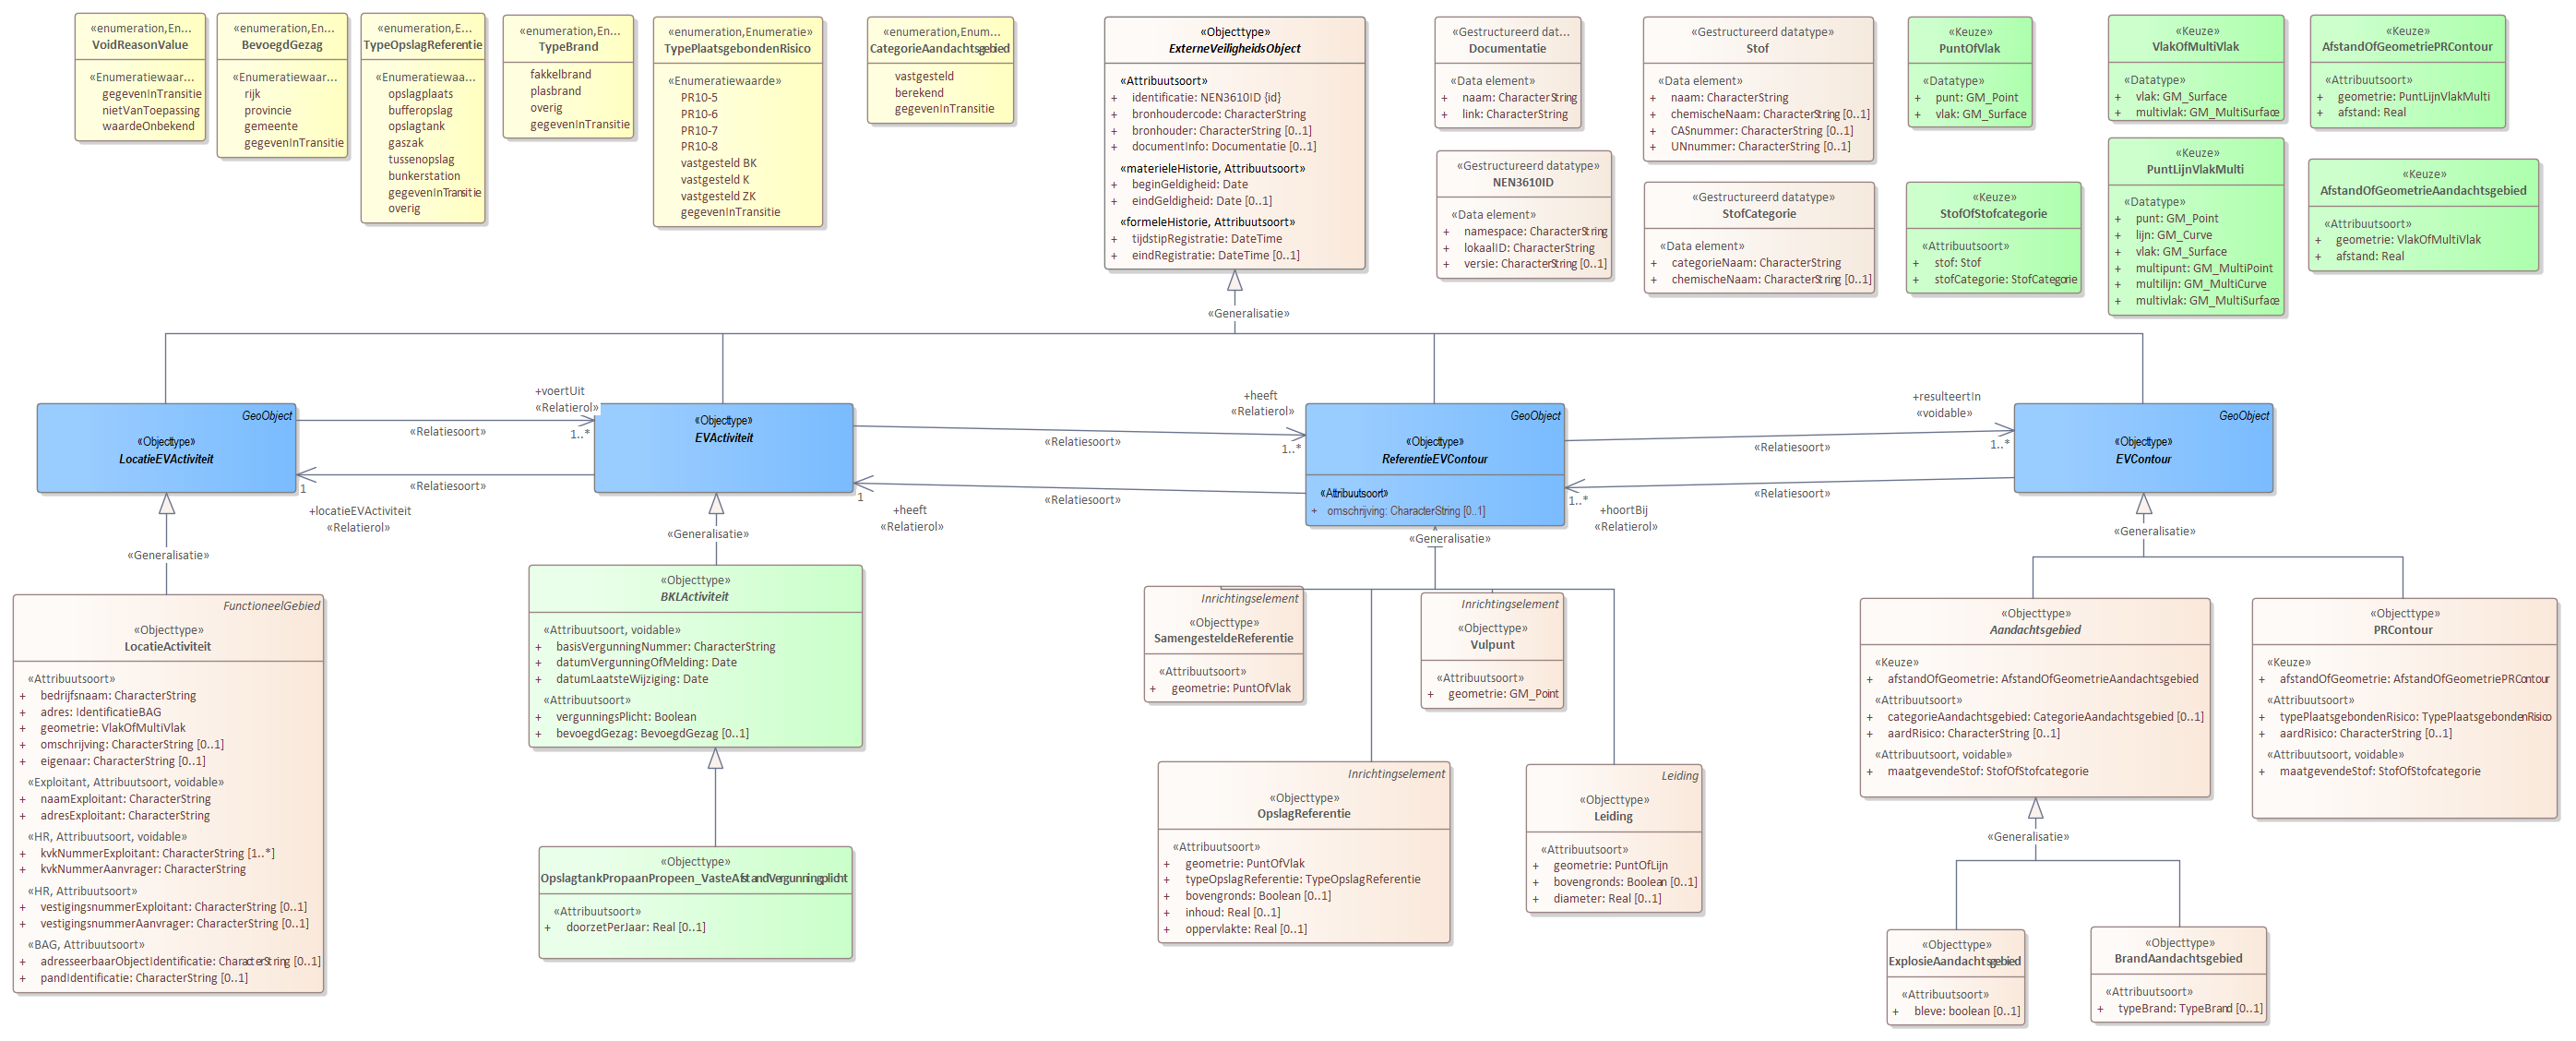 «enumeration,En...
VoidReasonValue
«Enumeratiewaar...
gegevenInTransitie
nietVanToepassing
waardeOnbekend
«enumeration,En...
BevoegdGezag
«Enumeratiewaar...
rijk
provincie
gemeente
gegevenInTransitie
«enumeration,E...
TypeOpslagReferentie
«Enumeratiewaa...
opslagplaats
bufferopslag
opslagtank
gaszak
tussenopslag
bunkerstation
gegevenInTransitie
overig
«enumeration,En...
TypeBrand
fakkelbrand
plasbrand
overig
gegevenInTransitie
«enumeration,Enumeratie»
TypePlaatsgebondenRisico
«Enumeratiewaarde»
PR10-5
PR10-6
PR10-7
PR10-8
vastgesteld BK
vastgesteld K
vastgesteld ZK
gegevenInTransitie
«enumeration,Enum...
CategorieAandachtsgebied
vastgesteld
berekend
gegevenInTransitie
«Objecttype»
ExterneVeiligheidsObject
«Attribuutsoort»
+ identificatie: NEN3610ID {id}
+ bronhoudercode: CharacterString
+ bronhouder: CharacterString [0..1]
+ documentInfo: Documentatie [0..1]
«materieleHistorie, Attribuutsoort»
+ beginGeldigheid: Date
+ eindGeldigheid: Date [0..1]
«formeleHistorie, Attribuutsoort»
+ tijdstipRegistratie: DateTime
+ eindRegistratie: DateTime [0..1]
«Gestructureerd dat...
Documentatie
«Data element»
+ naam: CharacterString
+ link: CharacterString
«Gestructureerd datatype»
NEN3610ID
«Data element»
+ namespace: CharacterString
+ lokaalID: CharacterString
+ versie: CharacterString [0..1]
«Gestructureerd datatype»
Stof
«Data element»
+ naam: CharacterString
+ chemischeNaam: CharacterString [0..1]
+ CASnummer: CharacterString [0..1]
+ UNnummer: CharacterString [0..1]
«Gestructureerd datatype»
StofCategorie
«Data element»
+ categorieNaam: CharacterString
+ chemischeNaam: CharacterString [0..1]
«Keuze»
PuntOfVlak
«Datatype»
+ punt: GM_Point
+ vlak: GM_Surface
«Keuze»
StofOfStofcategorie
«Attribuutsoort»
+ stof: Stof
+ stofCategorie: StofCategorie
«Keuze»
VlakOfMultiVlak
«Datatype»
+ vlak: GM_Surface
+ multivlak: GM_MultiSurface
«Keuze»
PuntLijnVlakMulti
«Datatype»
+ punt: GM_Point
+ lijn: GM_Curve
+ vlak: GM_Surface
+ multipunt: GM_MultiPoint
+ multilijn: GM_MultiCurve
+ multivlak: GM_MultiSurface
«Keuze»
AfstandOfGeometriePRContour
«Attribuutsoort»
+ geometrie: PuntLijnVlakMulti
+ afstand: Real
«Keuze»
AfstandOfGeometrieAandachtsgebied
«Attribuutsoort»
+ geometrie: VlakOfMultiVlak
+ afstand: Real
«Generalisatie»
GeoObject
«Objecttype»
LocatieEVActiviteit
+voertUit
«Relatierol»
1..*
«Relatiesoort»
«Relatiesoort»
1
+locatieEVActiviteit
«Relatierol»
«Objecttype»
EVActiviteit
+heeft
«Relatierol»
1..*
«Relatiesoort»
«Relatiesoort»
1
+heeft
«Relatierol»
GeoObject
«Objecttype»
ReferentieEVContour
«Attribuutsoort»
+ omschrijving: CharacterString [0..1]
+resulteertIn
«voidable»
1..*
«Relatiesoort»
«Relatiesoort»
1..*
+hoortBij
«Relatierol»
GeoObject
«Objecttype»
EVContour
«Generalisatie»
«Generalisatie»
«Generalisatie»
«Generalisatie»
FunctioneelGebied
«Objecttype»
LocatieActiviteit
«Attribuutsoort»
+ bedrijfsnaam: CharacterString
+ adres: IdentificatieBAG
+ geometrie: VlakOfMultiVlak
+ omschrijving: CharacterString [0..1]
+ eigenaar: CharacterString [0..1]
«Exploitant, Attribuutsoort, voidable»
+ naamExploitant: CharacterString
+ adresExploitant: CharacterString
«HR, Attribuutsoort, voidable»
+ kvkNummerExploitant: CharacterString [1..*]
+ kvkNummerAanvrager: CharacterString
«HR, Attribuutsoort»
+ vestigingsnummerExploitant: CharacterString [0..1]
+ vestigingsnummerAanvrager: CharacterString [0..1]
«BAG, Attribuutsoort»
+ adresseerbaarObjectIdentificatie: CharacterString [0..1]
+ pandIdentificatie: CharacterString [0..1]
«Objecttype»
BKLActiviteit
«Attribuutsoort, voidable»
+ basisVergunningNummer: CharacterString
+ datumVergunningOfMelding: Date
+ datumLaatsteWijziging: Date
«Attribuutsoort»
+ vergunningsPlicht: Boolean
+ bevoegdGezag: BevoegdGezag [0..1]
«Objecttype»
OpslagtankPropaanPropeen_VasteAfstandVergunningplicht
«Attribuutsoort»
+ doorzetPerJaar: Real [0..1]
Inrichtingselement
«Objecttype»
SamengesteldeReferentie
«Attribuutsoort»
+ geometrie: PuntOfVlak
Inrichtingselement
«Objecttype»
Vulpunt
«Attribuutsoort»
+ geometrie: GM_Point
Inrichtingselement
«Objecttype»
OpslagReferentie
«Attribuutsoort»
+ geometrie: PuntOfVlak
+ typeOpslagReferentie: TypeOpslagReferentie
+ bovengronds: Boolean [0..1]
+ inhoud: Real [0..1]
+ oppervlakte: Real [0..1]
Leiding
«Objecttype»
Leiding
«Attribuutsoort»
+ geometrie: PuntOfLijn
+ bovengronds: Boolean [0..1]
+ diameter: Real [0..1]
«Objecttype»
Aandachtsgebied
«Keuze»
+ afstandOfGeometrie: AfstandOfGeometrieAandachtsgebied
«Attribuutsoort»
+ categorieAandachtsgebied: CategorieAandachtsgebied [0..1]
+ aardRisico: CharacterString [0..1]
«Attribuutsoort, voidable»
+ maatgevendeStof: StofOfStofcategorie
«Objecttype»
PRContour
«Keuze»
+ afstandOfGeometrie: AfstandOfGeometriePRContour
«Attribuutsoort»
+ typePlaatsgebondenRisico: TypePlaatsgebondenRisico
+ aardRisico: CharacterString [0..1]
«Attribuutsoort, voidable»
+ maatgevendeStof: StofOfStofcategorie
«Generalisatie»
«Objecttype»
ExplosieAandachtsgebied
«Attribuutsoort»
+ bleve: boolean [0..1]
«Objecttype»
BrandAandachtsgebied
«Attribuutsoort»
+ typeBrand: TypeBrand [0..1]